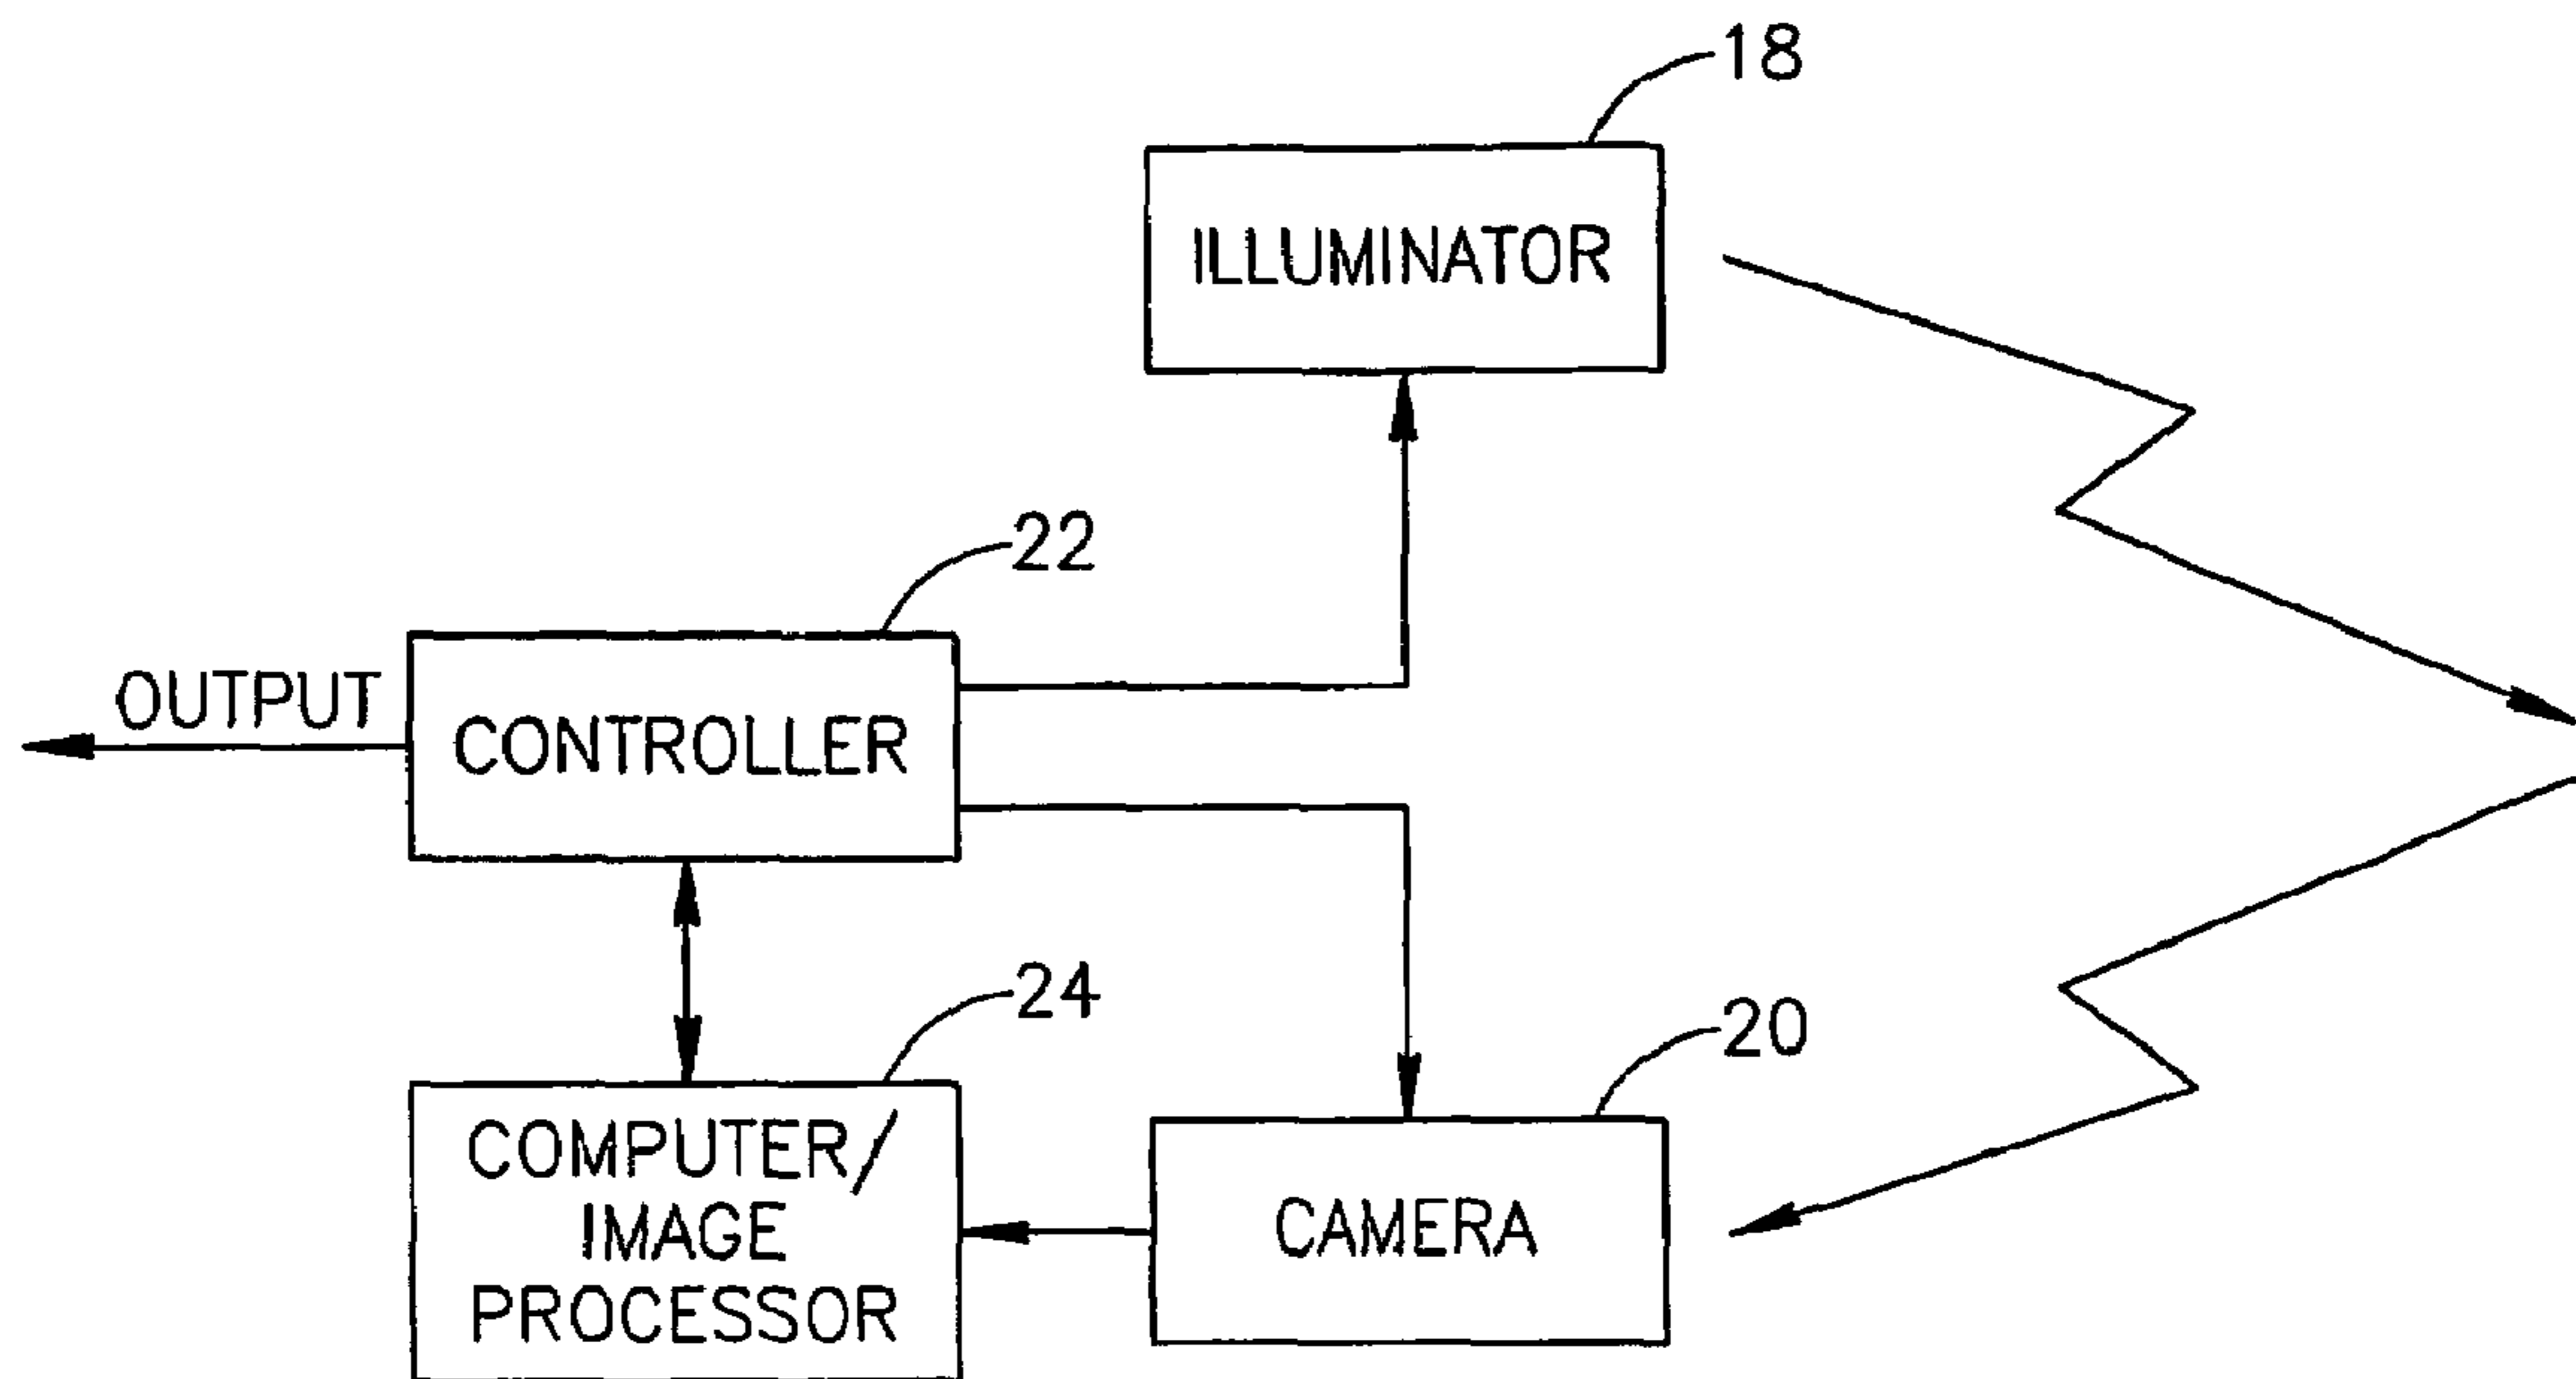 18
ILLUMINATOR
22
OUTPUT
CONTROLLER
24
20
COMPUTER/
IMAGE
PROCESSOR
CAMERA